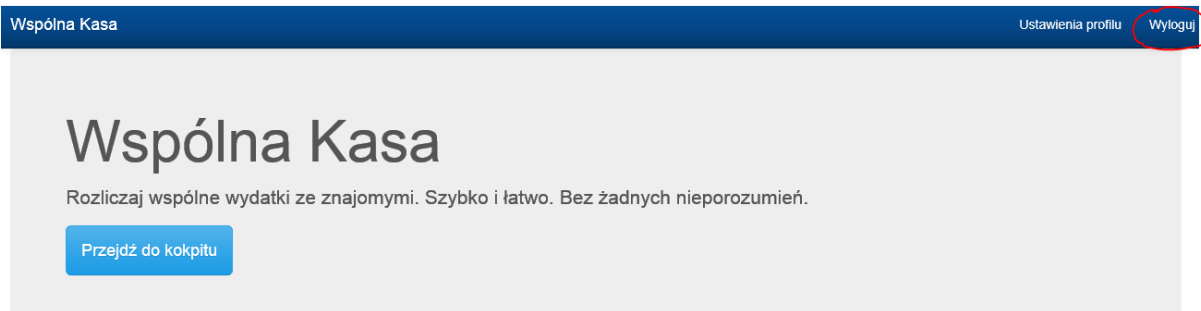 Wspólna Kasa
Ustawienia profilu
Wyloguj
Wspólna Kasa
Rozliczaj wspólne wydatki ze znajomymi. Szybko i łatwo. Bez żadnych nieporozumień.
Przejdź do kokpitu